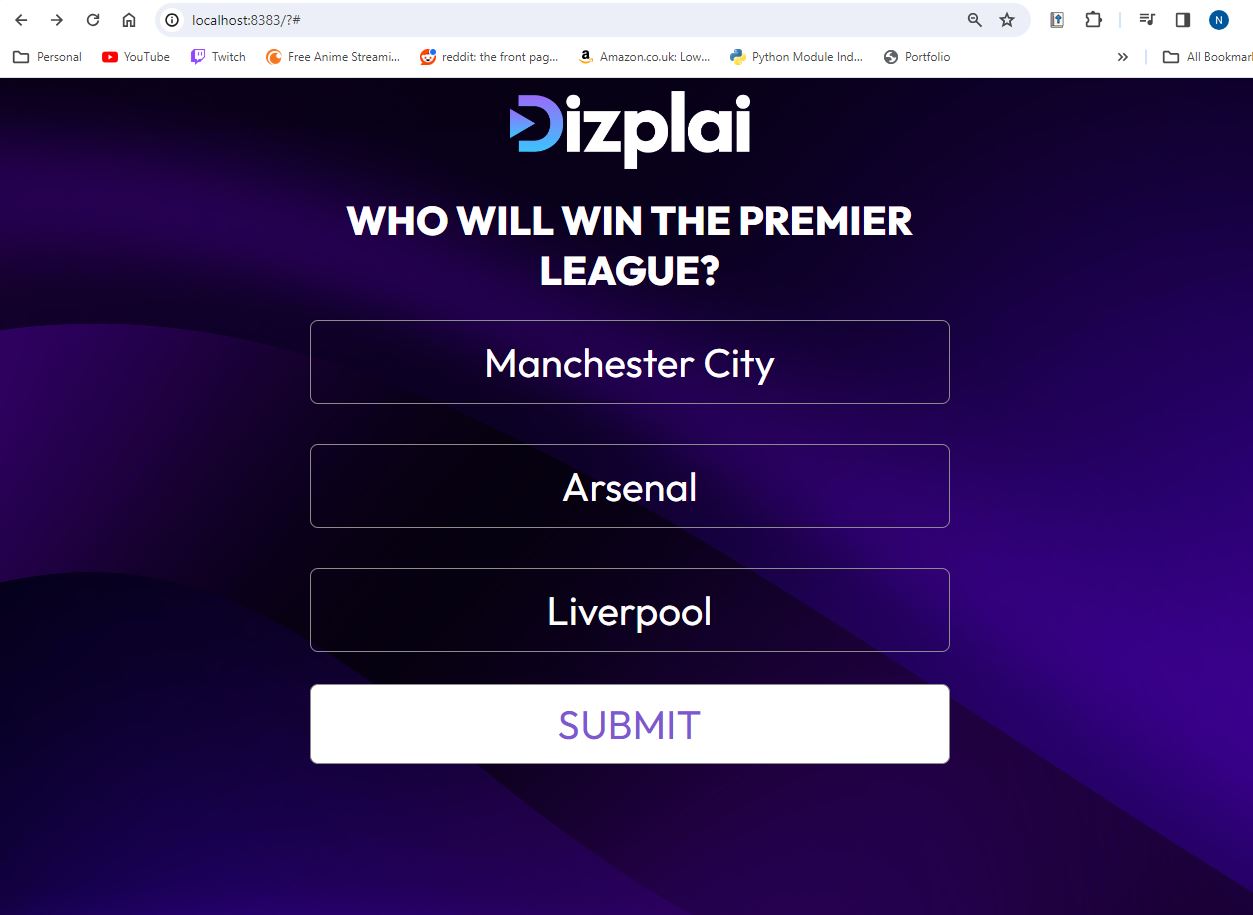 localhost:8383/?#
N
Personal
YouTube
Twitch
Free Anime Streami...
reddit: the front pag...
Amazon.co.uk: Low...
Python Module Ind...
Portfolio
»
All Bookmar
Dizplai
WHO WILL WIN THE PREMIER
LEAGUE?
Manchester City
Arsenal
Liverpool
SUBMIT